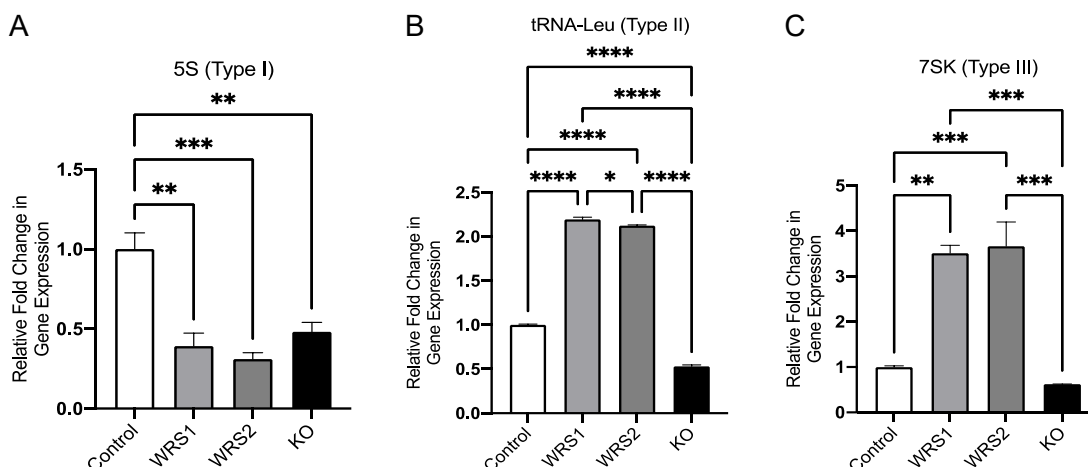 A
5S (Type I)
**
***
**
Relative Fold Change in
Gene Expression
1.5
1.0
0.5
0.0
Control
WRS1
WRS2
KO
B
tRNA-Leu (Type II)
****
****
****
****
*
****
Relative Fold Change in
Gene Expression
2.5
2.0
1.5
1.0
0.5
0.0
Control
WRS1
WRS2
KO
C
7SK (Type III)
***
***
**
***
Relative Fold Change in
Gene Expression
5
4
3
2
1
0
Control
WRS1
WRS2
KO